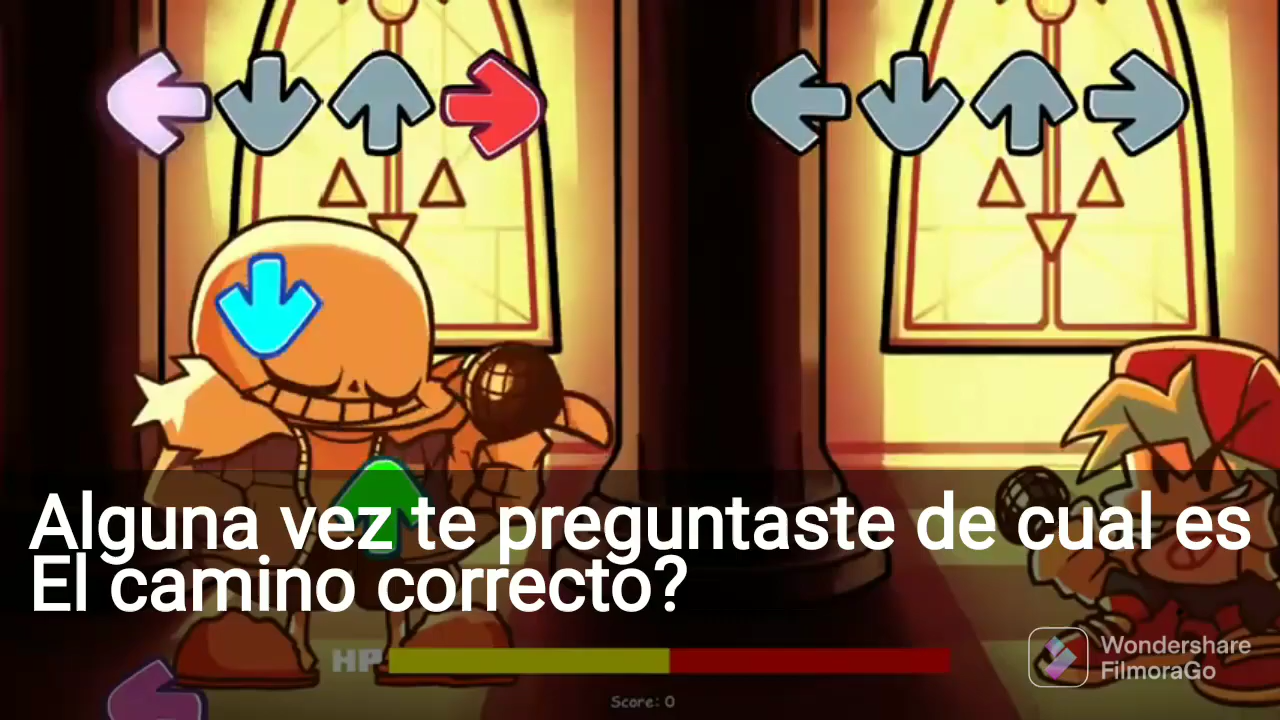 Alguna vez te preguntaste de cual es
El camino correcto?
HP
Wondershare
FilmoraGo
Score: 0